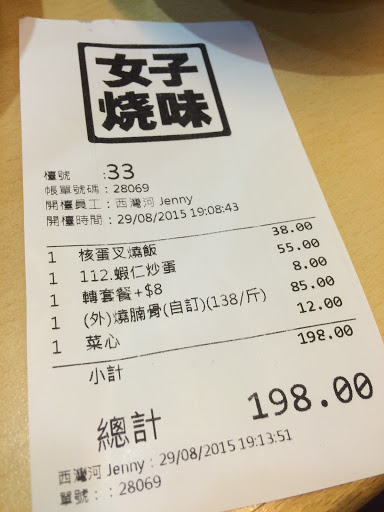 女子
烧味
檯號 :33
帳單號碼：28069
開檯員工：西灣河 Jenny
開檯時間：29/08/2015 19:08:43
1 核蛋叉燒飯 38.00
1 112.蝦仁炒蛋 55.00
1 轉套餐+$8 8.00
1 (外)燒腩骨(自訂)(138/斤) 85.00
1 菜心 12.00
小計 198.00
總計 198.00
西灣河 Jenny：29/08/2015 19:13:51
單號：：28069